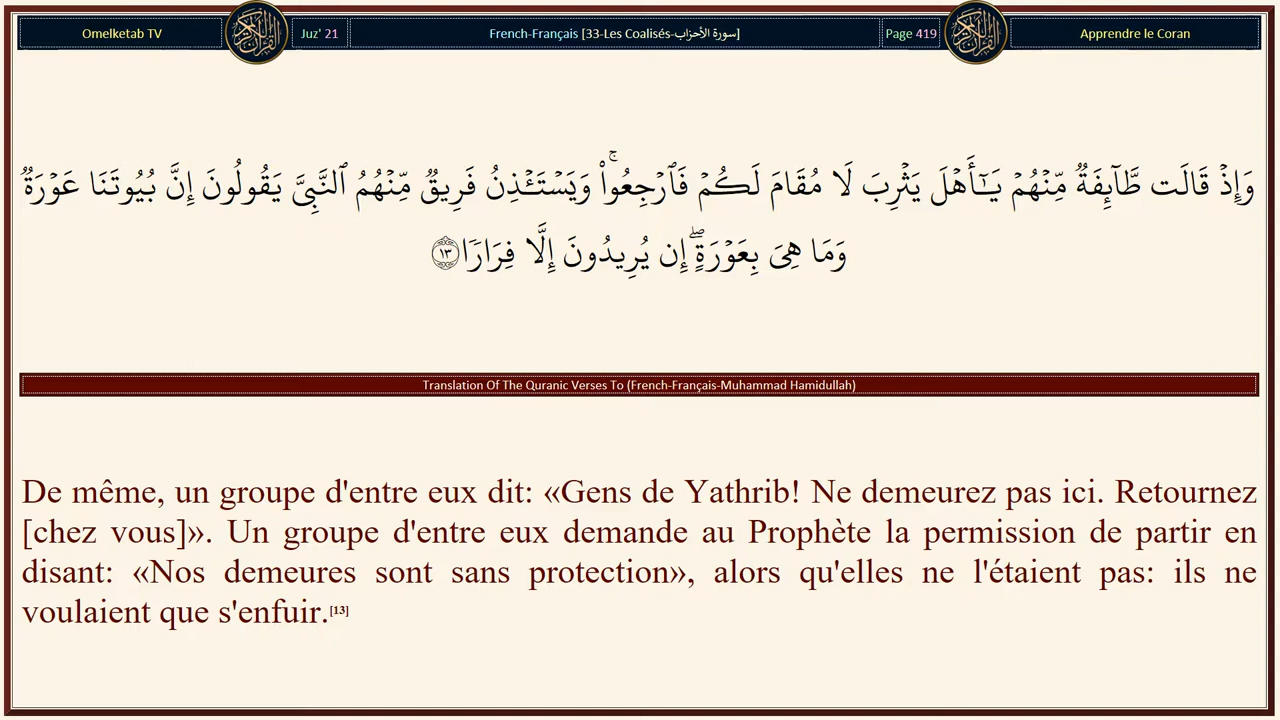 Omelketab TV
Juz' 21
French-Français [33-Les Coalisés-سورة الأحزاب]
Page 419
Apprendre le Coran
وَإِذۡ قَالَت طَّآئِفَةٞ مِّنۡهُمۡ يَـٰٓأَهۡلَ يَثۡرِبَ لَا مُقَامَ لَكُمۡ فَٱرۡجِعُواْۚ وَيَسۡتَـٔۡذِنُ فَرِيقٞ مِّنۡهُمُ ٱلنَّبِيَّ يَقُولُونَ إِنَّ بُيُوتَنَا عَوۡرَةٞ
وَمَا هِيَ بِعَوۡرَةٍۖ إِن يُرِيدُونَ إِلَّا فِرَارٗا ١٣
Translation Of The Quranic Verses To (French-Français-Muhammad Hamidullah)
De même, un groupe d'entre eux dit: «Gens de Yathrib! Ne demeurez pas ici. Retournez
[chez vous]». Un groupe d'entre eux demande au Prophète la permission de partir en
disant: «Nos demeures sont sans protection», alors qu'elles ne l'étaient pas: ils ne
voulaient que s'enfuir.[13]